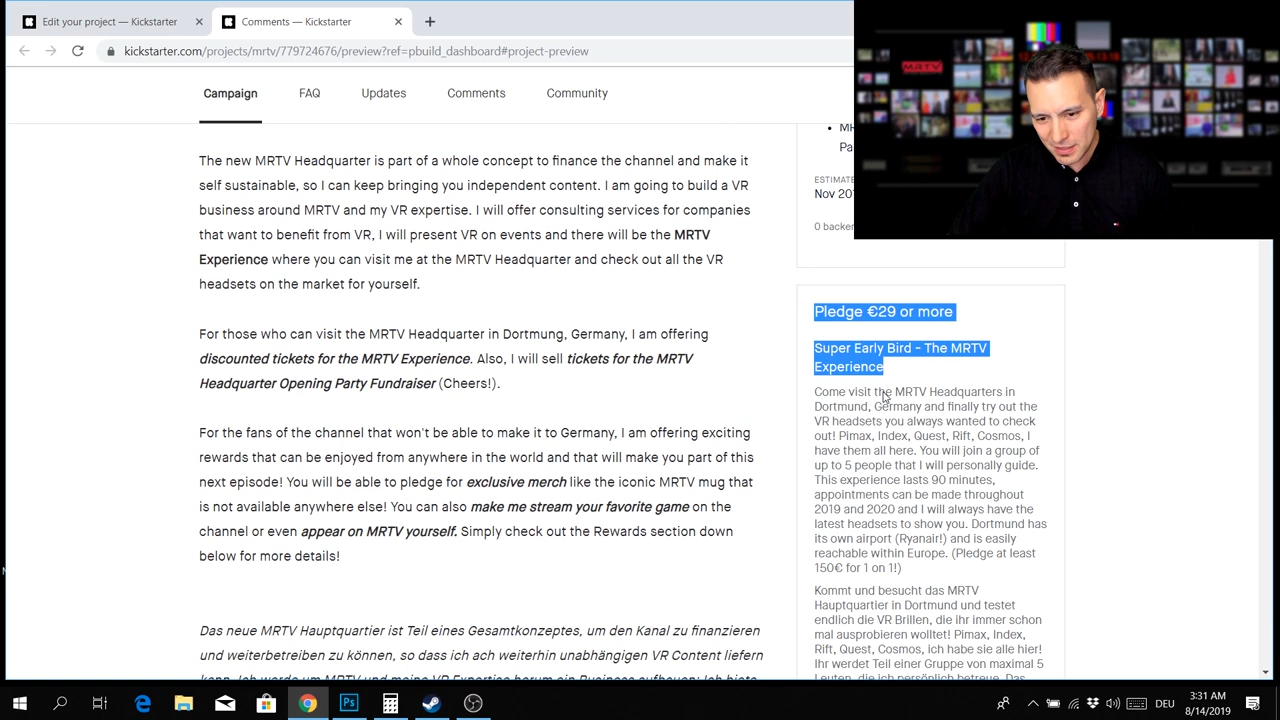 Edit your project — Kickstarter
Comments — Kickstarter
kickstarter.com/projects/mrtv/779724676/preview?ref=pbuild_dashboard#project-preview
MRTV
Campaign
FAQ
Updates
Comments
Community
The new MRTV Headquarter is part of a whole concept to finance the channel and make it
self sustainable, so I can keep bringing you independent content. I am going to build a VR
business around MRTV and my VR expertise. I will offer consulting services for companies
that want to benefit from VR, I will present VR on events and there will be the MRTV
Experience where you can visit me at the MRTV Headquarter and check out all the VR
headsets on the market for yourself.
For those who can visit the MRTV Headquarter in Dortmung, Germany, I am offering
discounted tickets for the MRTV Experience. Also, I will sell tickets for the MRTV
Headquarter Opening Party Fundraiser (Cheers!).
For the fans of the channel that won't be able to make it to Germany, I am offering exciting
rewards that can be enjoyed from anywhere in the world and that will make you part of this
next episode! You will be able to pledge for exclusive merch like the iconic MRTV mug that
is not available anywhere else! You can also make me stream your favorite game on the
channel or even appear on MRTV yourself. Simply check out the Rewards section down
below for more details!
Das neue MRTV Hauptquartier ist Teil eines Gesamtkonzeptes, um den Kanal zu finanzieren
und weiterbetreiben zu können, so dass ich ach weiterhin unabhängigen VR Content liefern
ESTIMATE
Nov 201
0 backer
Pledge €29 or more
Super Early Bird - The MRTV
Experience
Come visit the MRTV Headquarters in
Dortmund, Germany and finally try out the
VR headsets you always wanted to check
out! Pimax, Index, Quest, Rift, Cosmos, I
have them all here. You will join a group of
up to 5 people that I will personally guide.
This experience lasts 90 minutes,
appointments can be made throughout
2019 and 2020 and I will always have the
latest headsets to show you. Dortmund has
its own airport (Ryanair!) and is easily
reachable within Europe. (Pledge at least
150€ for 1 on 1!)
Kommt und besucht das MRTV
Hauptquartier in Dortmund und testet
endlich die VR Brillen, die ihr immer schon
mal ausprobieren wolltet! Pimax, Index,
Rift, Quest, Cosmos, ich habe sie alle hier!
Ihr werdet Teil einer Gruppe von maximal 5
Leuten, die ich persönlich betreue. Das
DEU
3:31 AM
8/14/2019